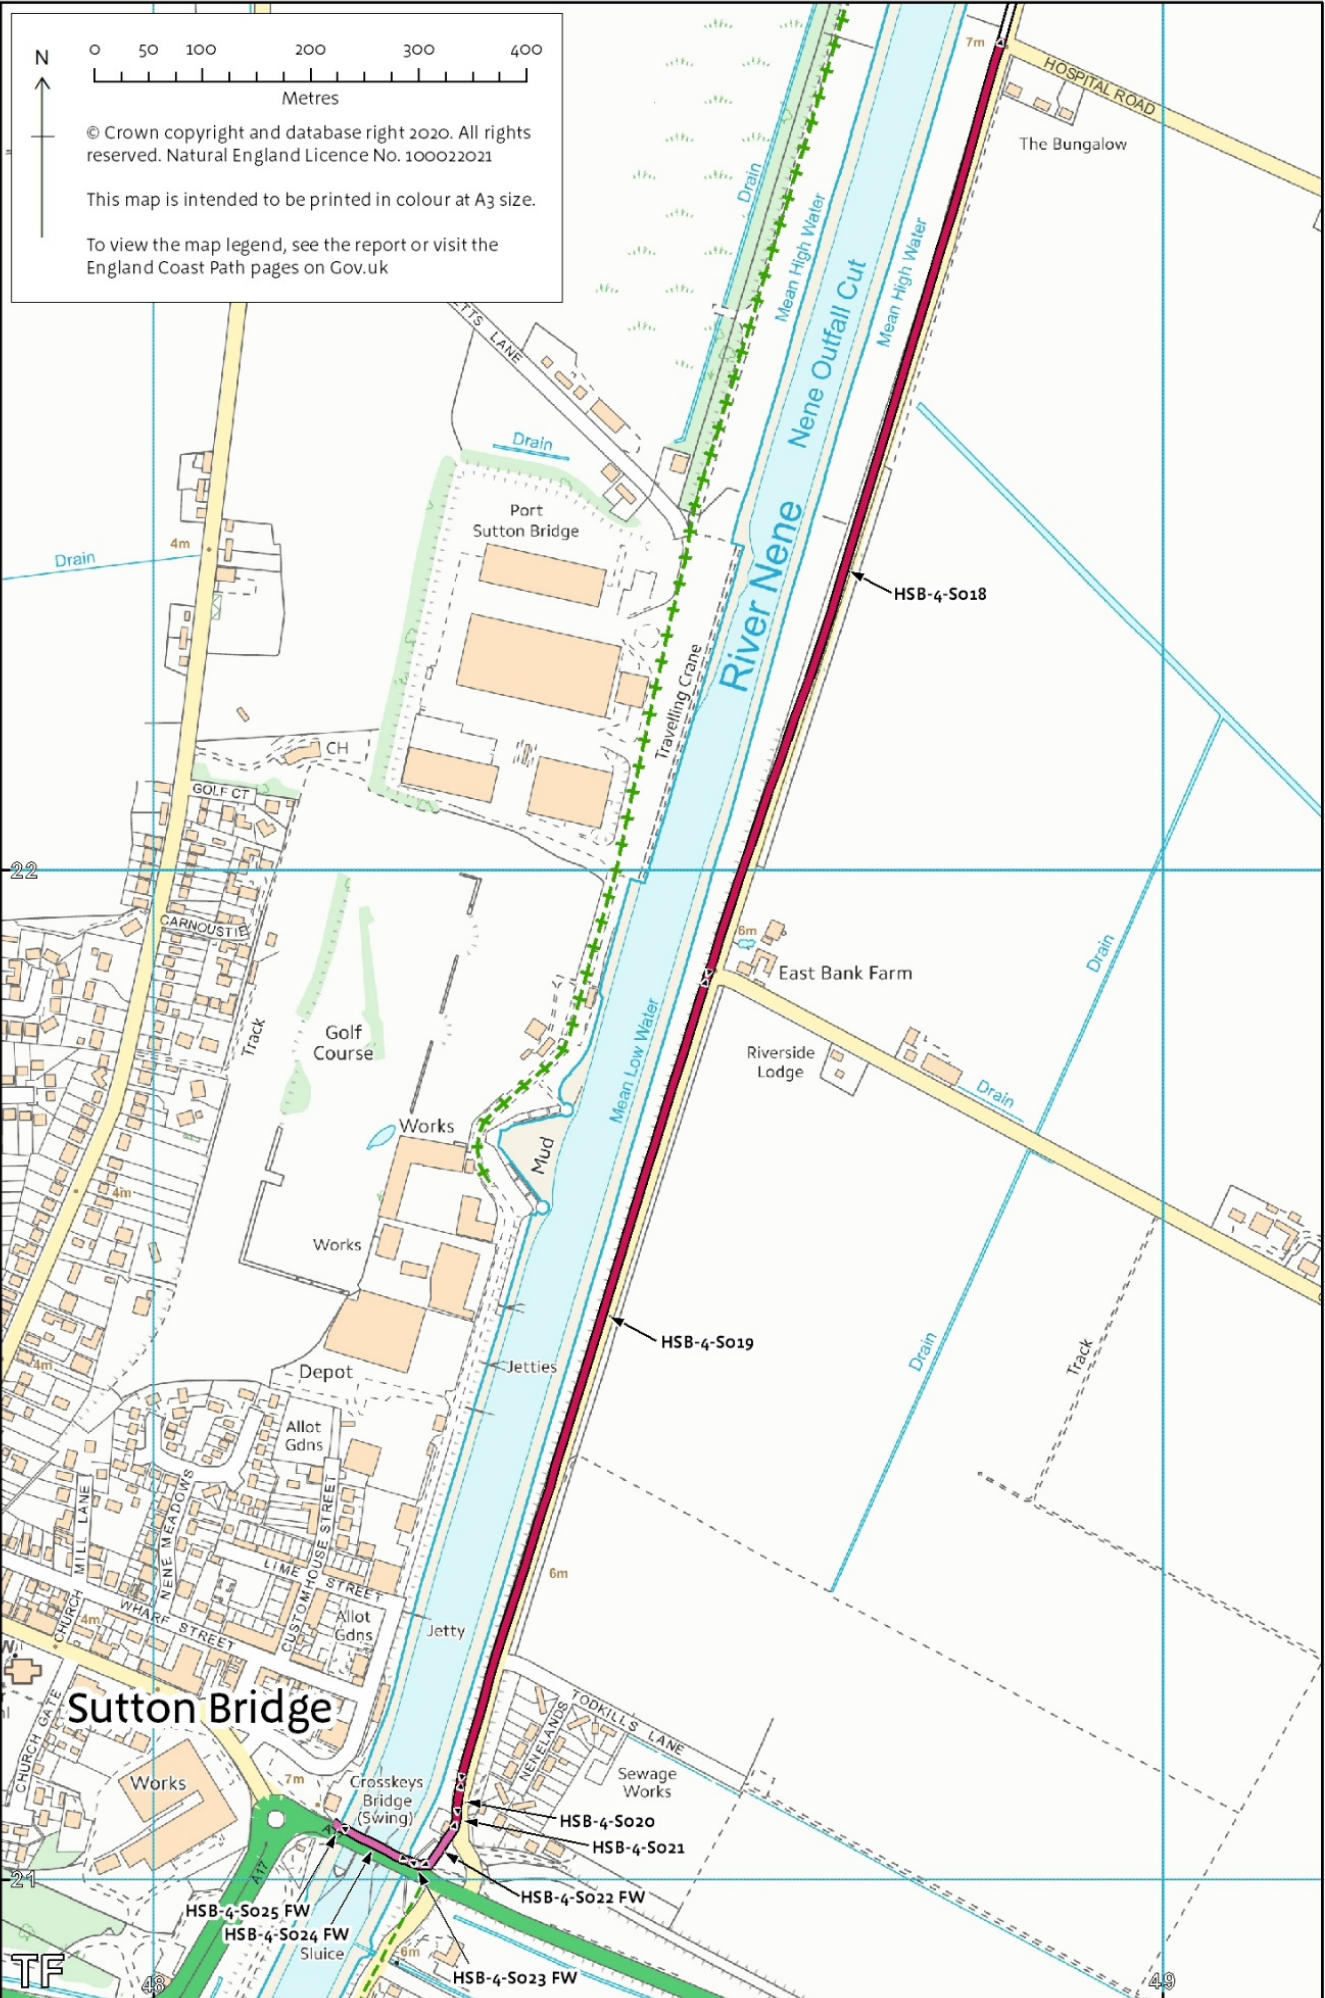 N
0 50 100 200 300 400
Metres
© Crown copyright and database right 2020. All rights
reserved. Natural England Licence No. 100022021
This map is intended to be printed in colour at A3 size.
To view the map legend, see the report or visit the
England Coast Path pages on Gov.uk
7m
HOSPITAL ROAD
The Bungalow
Drain
Mean High Water
Nene Outfall Cut
Mean High Water
LANE
Drain
Port
Sutton Bridge
4m
Drain
River Nene
HSB-4-S018
Travelling Crane
CH
GOLF CT
22
CARNOUSTIE
6m
East Bank Farm
Drain
Track
Golf
Course
Mean Low Water
Riverside
Lodge
Drain
Works
Mud
4m
Works
HSB-4-S019
Drain
Track
4m
Depot
Jetties
Allot
Gdns
CHURCH MILL LANE
NENE MEADOWS
CUSTOMHOUSE STREET
LIME STREET
6m
4m
WHARF STREET
Allot
Gdns
Jetty
W
Sutton Bridge
CHURCH GATE
TODKILLS LANE
NENELANDS
Works
7m
Crosskeys
Bridge
(Swing)
Sewage
Works
HSB-4-S020
HSB-4-S021
21
A17
HSB-4-S022 FW
HSB-4-S025 FW
HSB-4-S024 FW
Sluice
6m
HSB-4-S023 FW
TF
48
49